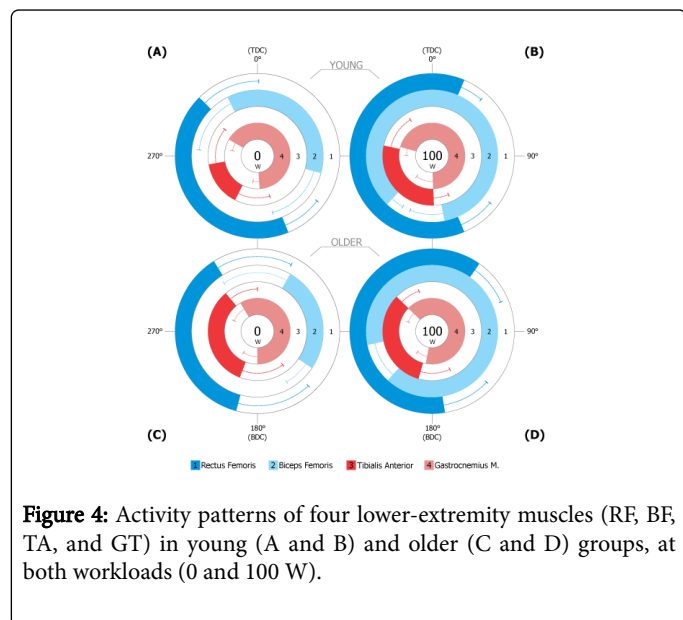 (A) (TDC) (TDC) (B)
0° 0°
YOUNG
270° 0 W 4 3 2 1 100 W 4 3 2 1 90°
OLDER
270° 0 W 4 3 2 1 100 W 4 3 2 1 90°
180° 180°
(C) (BDC) (BDC) (D)
1 Rectus Femoris 2 Biceps Femoris 3 Tibialis Anterior 4 Gastrocnemius M.
Figure 4: Activity patterns of four lower-extremity muscles (RF, BF,
TA, and GT) in young (A and B) and older (C and D) groups, at
both workloads (0 and 100 W).